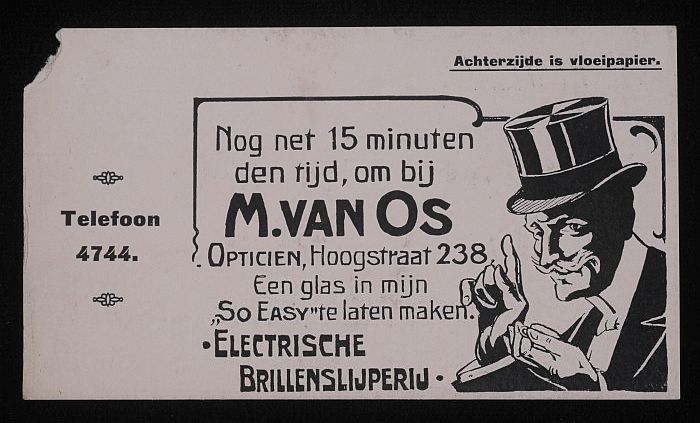 Achterzijde is vloeipapier.
Nog net 15 minuten
den tijd, om bij
M. VAN OS
OPTICIEN, Hoogstraat 238,
Een glas in mijn
„SO EASY" te laten maken.
• ELECTRISCHE
BRILLENSLIJPERIJ •
Telefoon
4744.